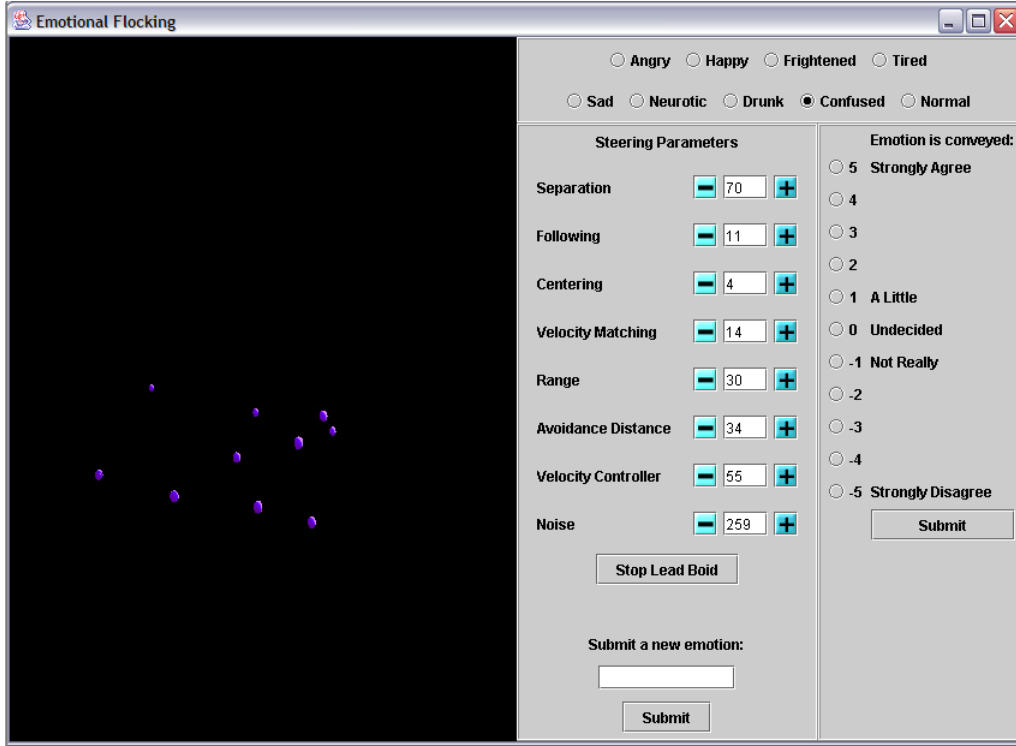 Emotional Flocking
Angry Happy Frightened Tired
Sad Neurotic Drunk Confused Normal
Steering Parameters
Separation 70
Following 11
Centering 4
Velocity Matching 14
Range 30
Avoidance Distance 34
Velocity Controller 55
Noise 259
Stop Lead Boid
Submit a new emotion:
Submit
Emotion is conveyed:
5 Strongly Agree
4
3
2
1 A Little
0 Undecided
-1 Not Really
-2
-3
-4
-5 Strongly Disagree
Submit